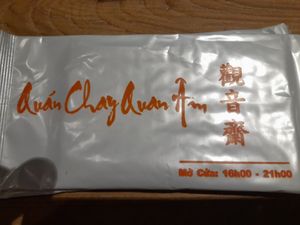 Quán Chay Quan Âm
觀音齋
Mở Cửa: 16h00 - 21h00